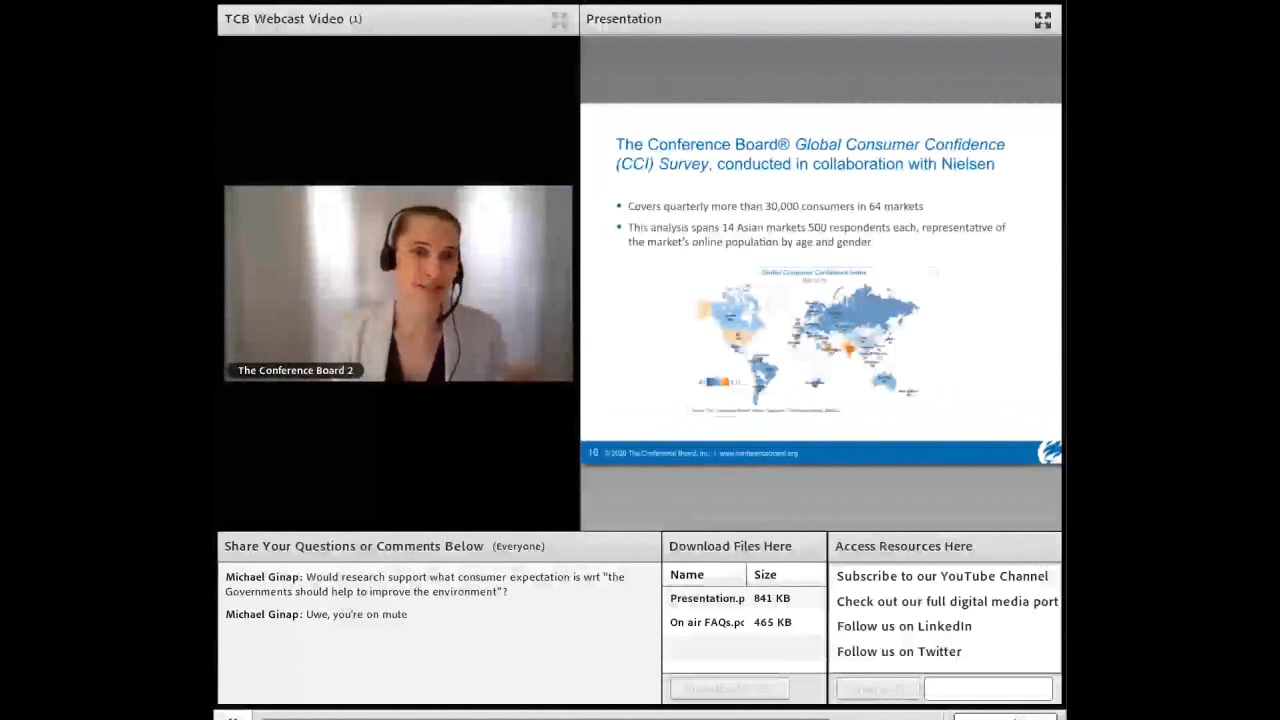 TCB Webcast Video (1)
Presentation
The Conference Board® Global Consumer Confidence
(CCI) Survey, conducted in collaboration with Nielsen
• Covers quarterly more than 30,000 consumers in 64 markets
• This analysis spans 14 Asian markets 500 respondents each, representative of
the market's online population by age and gender
Global Consumer Confidence Index
The Conference Board 2
10 © 2020 The Conference Board, Inc. | www.conferenceboard.org
Share Your Questions or Comments Below (Everyone)
Michael Ginap: Would research support what consumer expectation is wrt "the
Governments should help to improve the environment"?
Michael Ginap: Uwe, you're on mute
Download Files Here
Name Size
Presentation.p 841 KB
On air FAQs.pc 465 KB
Access Resources Here
Subscribe to our YouTube Channel
Check out our full digital media port
Follow us on LinkedIn
Follow us on Twitter